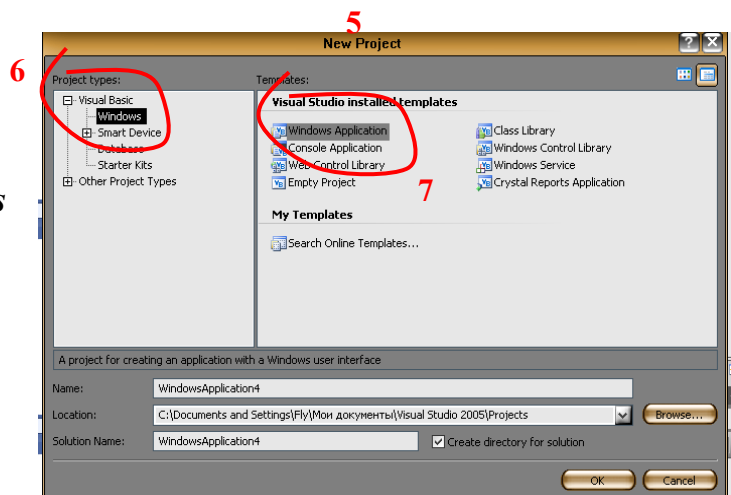 5
New Project
6
Project types:
Templates:
Visual Basic
Windows
Smart Device
Database
Starter Kits
Other Project Types
Visual Studio installed templates
Windows Application
Console Application
Web Control Library
Empty Project
Class Library
Windows Control Library
Windows Service
Crystal Reports Application
7
My Templates
Search Online Templates...
s
A project for creating an application with a Windows user interface
Name:
WindowsApplication4
Location:
C:\Documents and Settings\Fly\Мои документы\Visual Studio 2005\Projects
Browse...
Solution Name:
WindowsApplication4
Create directory for solution
OK
Cancel